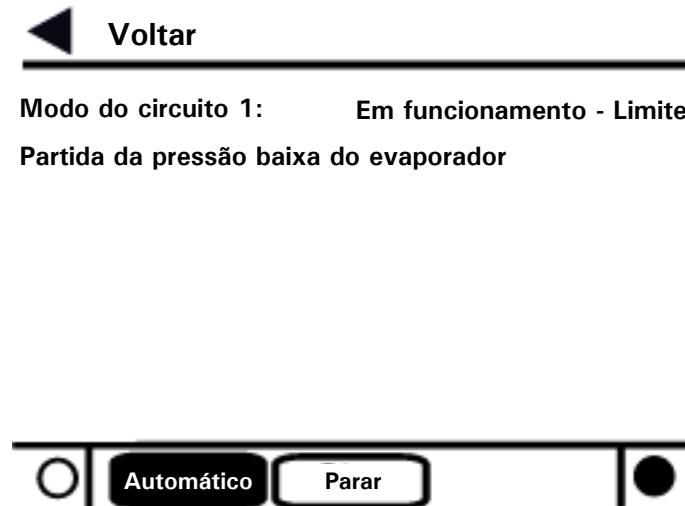 Voltar
Modo do circuito 1: Em funcionamento - Limite
Partida da pressão baixa do evaporador
Automático Parar